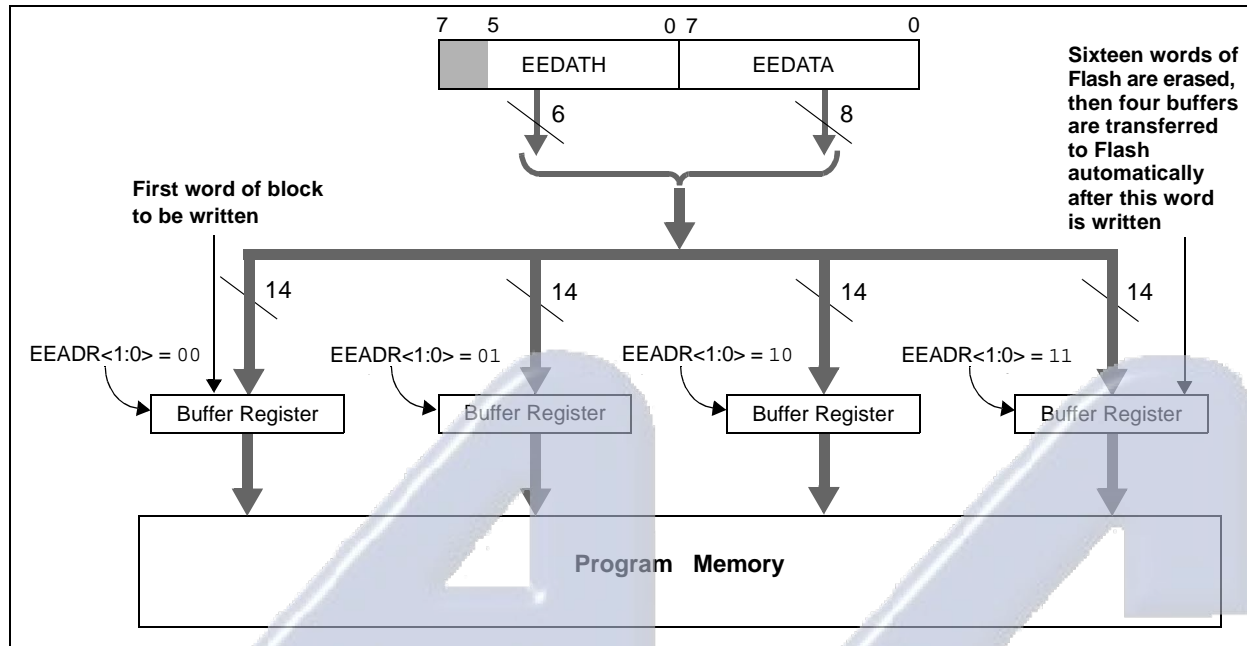 7 5 0 7 0
EEDATH EEDATA
6 8
Sixteen words of
Flash are erased,
then four buffers
are transferred
to Flash
automatically
after this word
is written
First word of block
to be written
14 14 14 14
EEADR<1:0> = 00 EEADR<1:0> = 01 EEADR<1:0> = 10 EEADR<1:0> = 11
Buffer Register Buffer Register Buffer Register Buffer Register
Program Memory